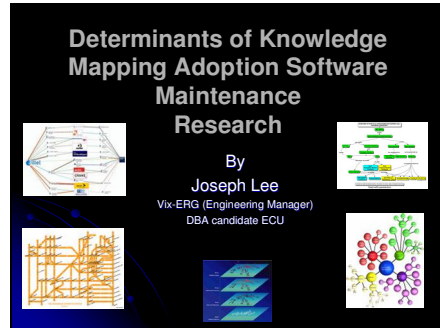 Determinants of Knowledge
Mapping Adoption Software
Maintenance
Research
By
Joseph Lee
Vix-ERG (Engineering Manager)
DBA candidate ECU